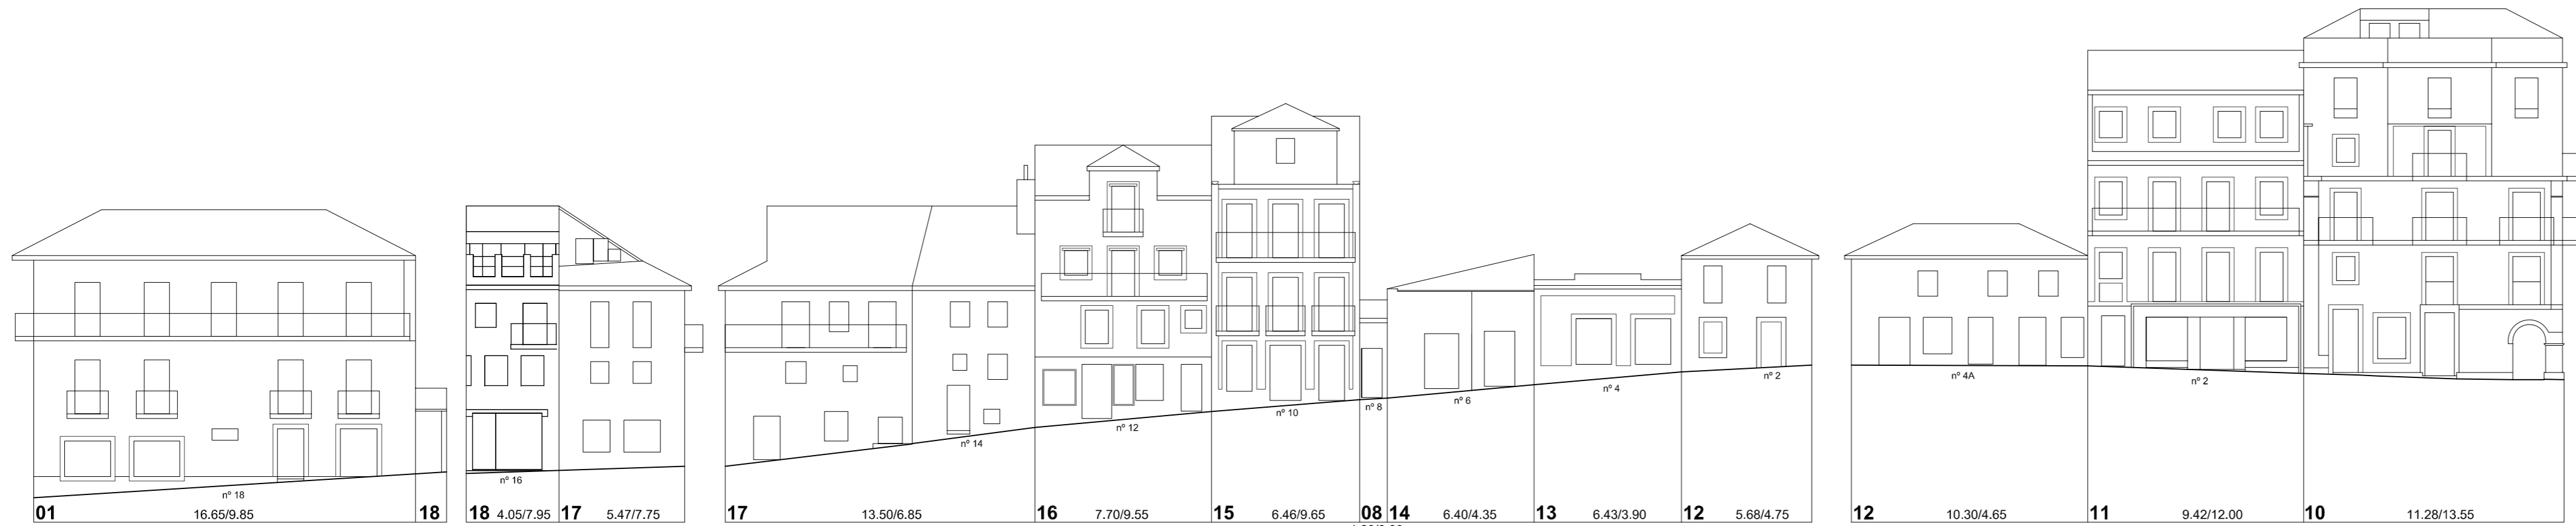 nº 18
nº 16
nº 14
nº 12
nº 10
nº 8
nº 6
nº 4
nº 2
nº 4A
nº 2
01 16.65/9.85 18
18 4.05/7.95 17 5.47/7.75
17 13.50/6.85 16 7.70/9.55 15 6.46/9.65 08 14 6.40/4.35 13 6.43/3.90 12 5.68/4.75
12 10.30/4.65 11 9.42/12.00 10 11.28/13.55